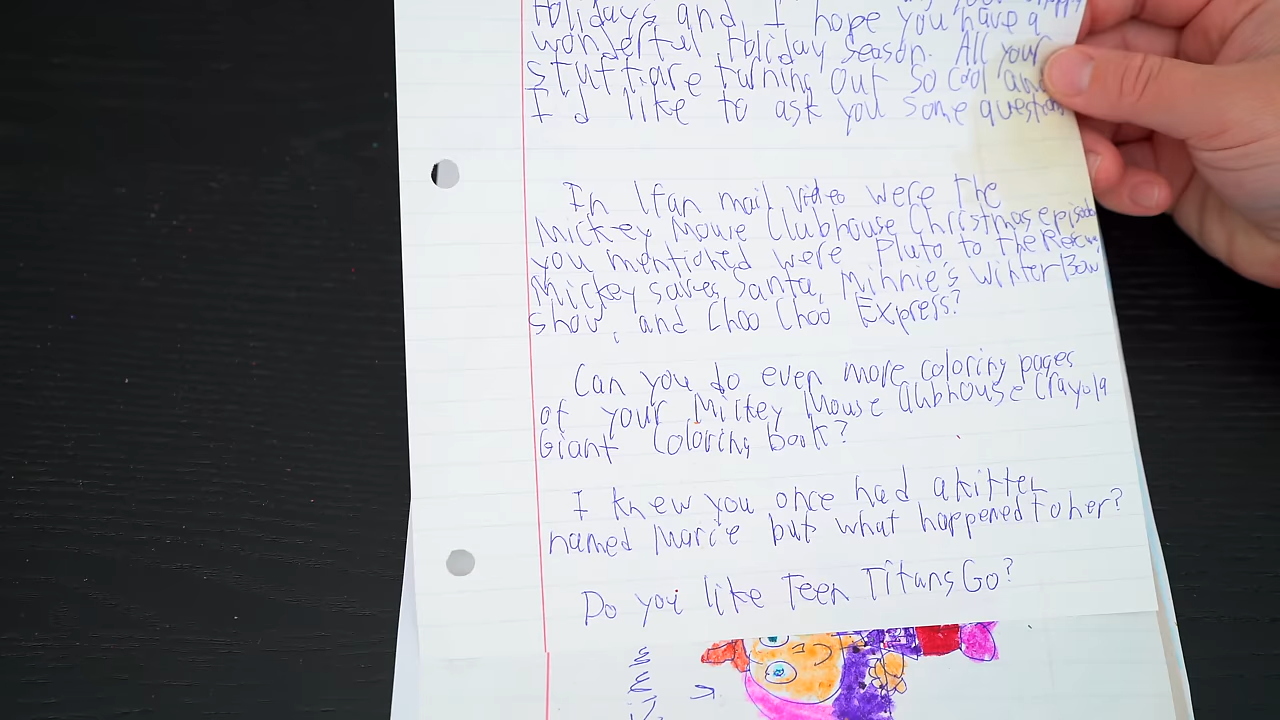 Holidays and, I hope you have a
wonderful holiday season. All your
stuff are turning out so cool and
I'd like to ask you some questions
In 1 fan mail video were the
Mickey Mouse Clubhouse Christmas episodes
you mentioned were Pluto to the Rescue,
Mickey saves Santa, Minnie's Winter Bow
show, and Choo Choo Express?
Can you do even more coloring pages
of your Mickey Mouse Clubhouse Crayola
Giant Coloring book?
I knew you once had a kitten
named Marie but what happened to her?
Do you like Teen Titans Go?